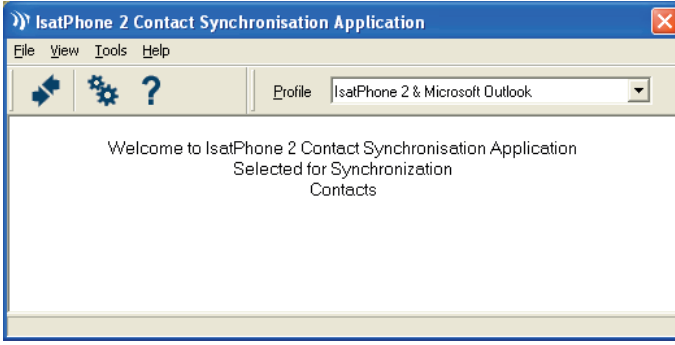 IsatPhone 2 Contact Synchronisation Application
File View Tools Help
Profile IsatPhone 2 & Microsoft Outlook
Welcome to IsatPhone 2 Contact Synchronisation Application
Selected for Synchronization
Contacts